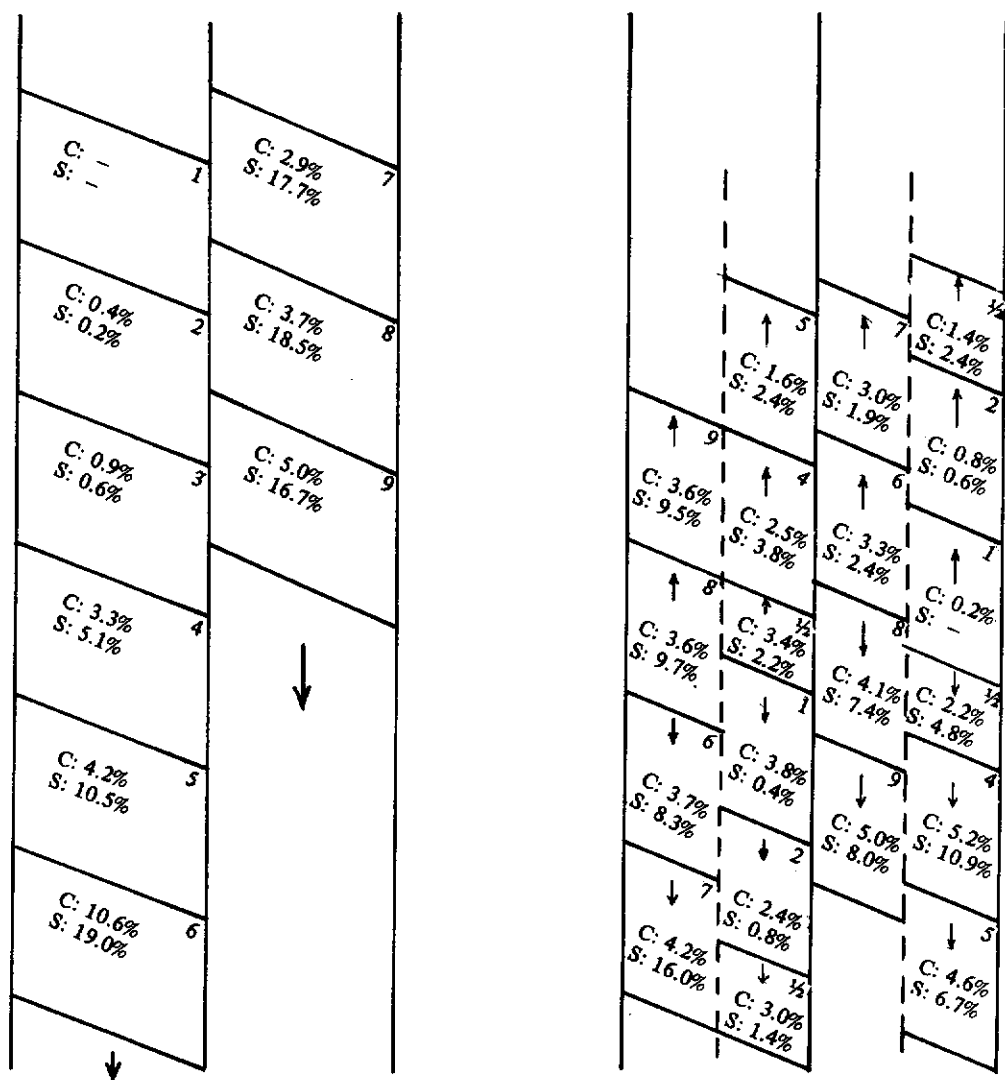 C: –
S: –
1
C: 0.4%
S: 0.2%
2
C: 0.9%
S: 0.6%
3
C: 3.3%
S: 5.1%
4
C: 4.2%
S: 10.5%
5
C: 10.6%
S: 19.0%
6
C: 2.9%
S: 17.7%
7
C: 3.7%
S: 18.5%
8
C: 5.0%
S: 16.7%
9
C: 3.6%
S: 9.5%
9
C: 3.6%
S: 9.7%
8
C: 3.7%
S: 8.3%
6
C: 4.2%
S: 16.0%
7
C: 1.6%
S: 2.4%
5
C: 2.5%
S: 3.8%
4
C: 3.4%
S: 2.2%
½
C: 3.8%
S: 0.4%
1
C: 2.4%
S: 0.8%
2
C: 3.0%
S: 1.4%
½
C: 3.0%
S: 1.9%
7
C: 3.3%
S: 2.4%
6
C: 4.1%
S: 7.4%
8
C: 5.0%
S: 8.0%
9
C: 1.4%
S: 2.4%
½
C: 0.8%
S: 0.6%
2
C: 0.2%
S: –
1
C: 2.2%
S: 4.8%
½
C: 5.2%
S: 10.9%
4
C: 4.6%
S: 6.7%
5